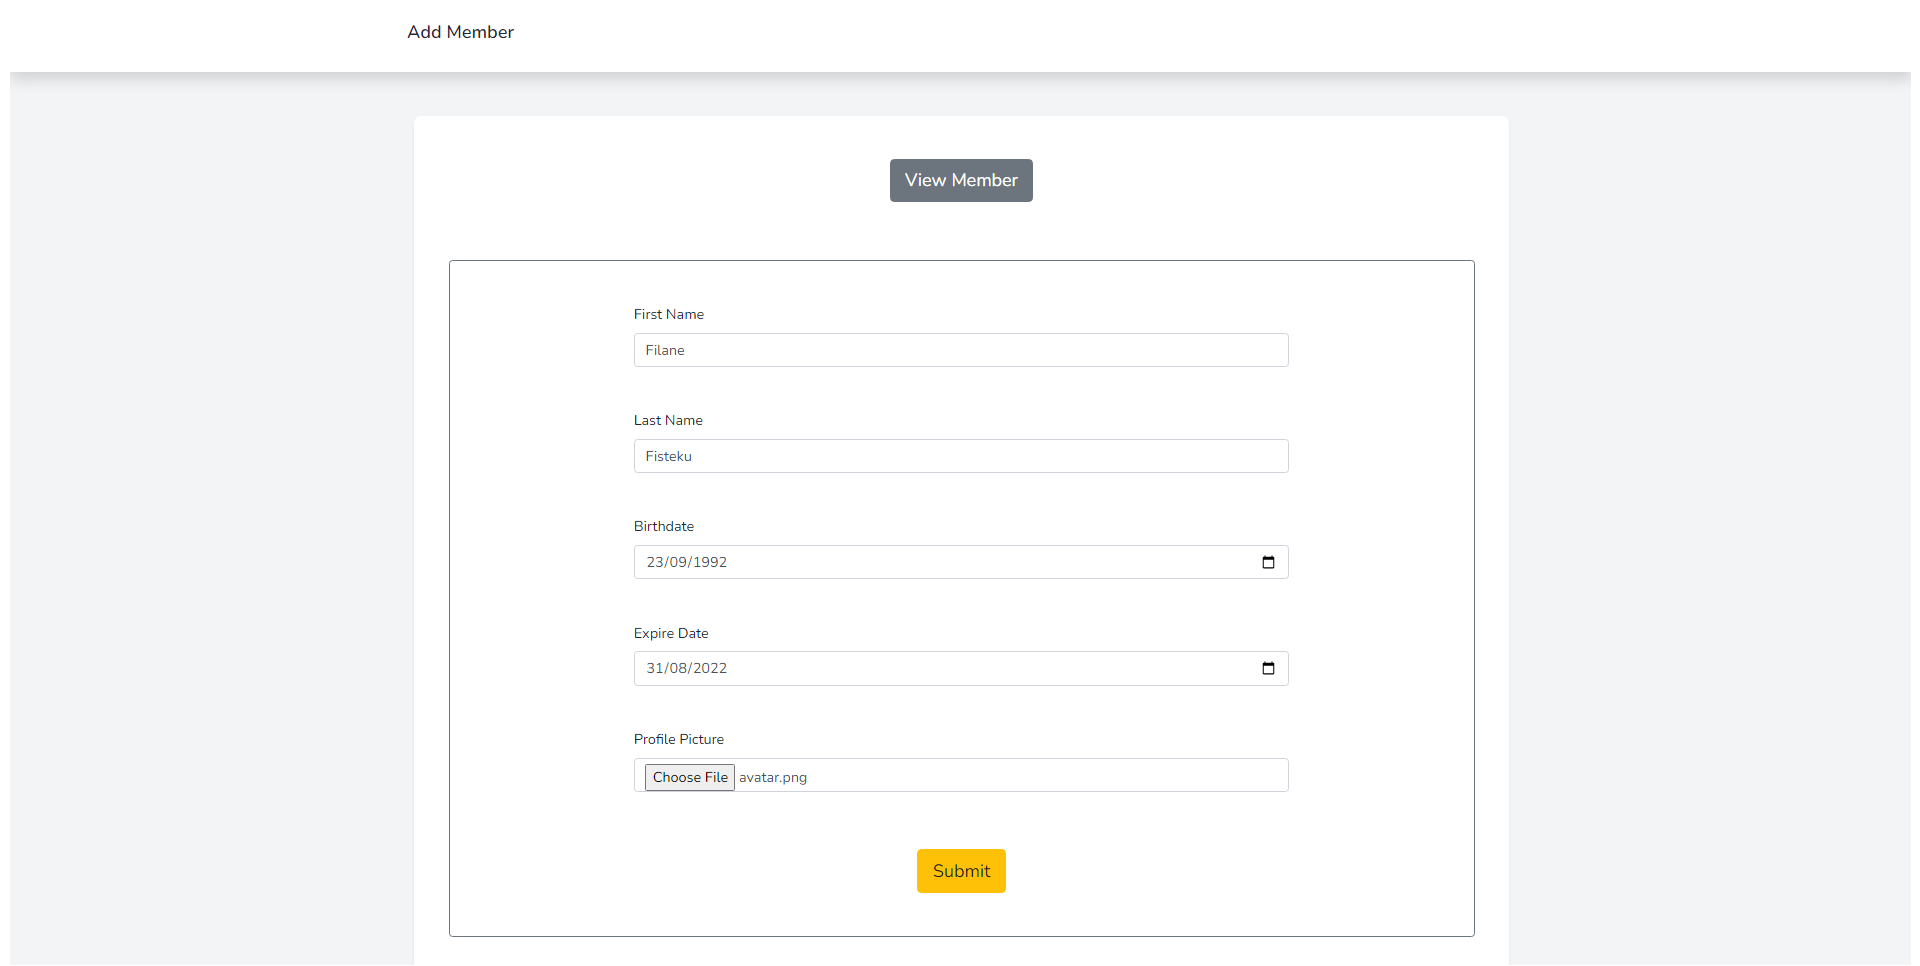 Add Member
View Member
First Name
Filane
Last Name
Fisteku
Birthdate
23/09/1992
Expire Date
31/08/2022
Profile Picture
Choose File avatar.png
Submit